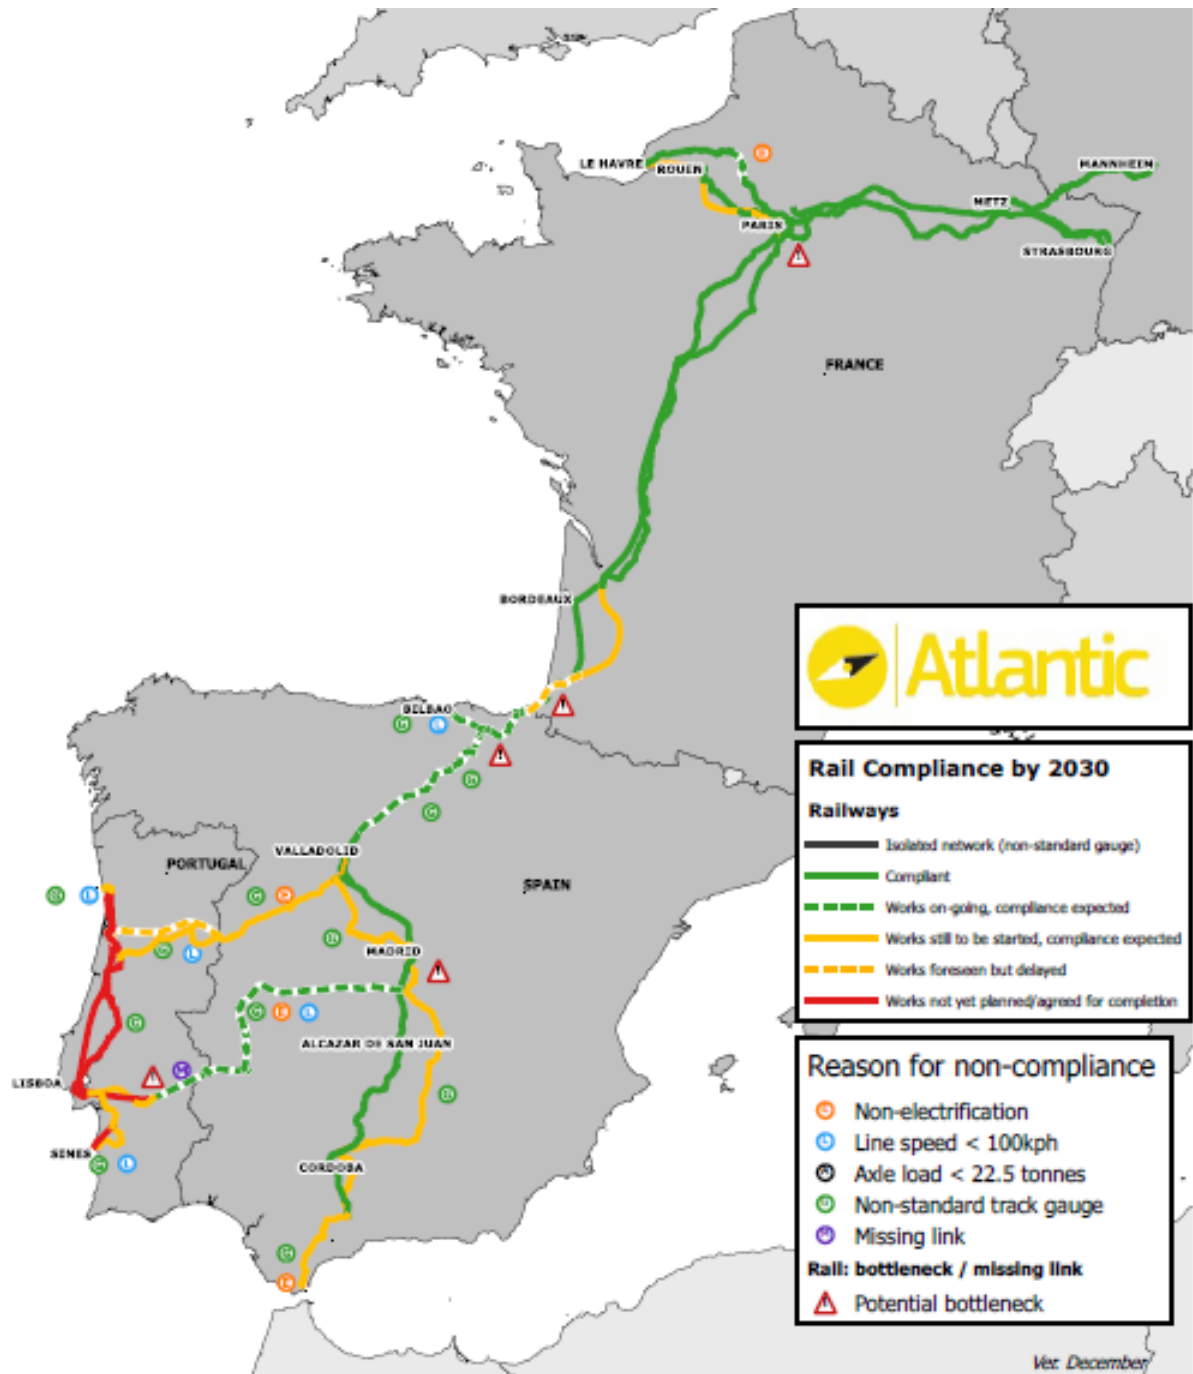 LE HAVRE
ROUEN
MANNHEIM
METZ
PARIS
STRASBOURG
FRANCE
BORDEAUX
Atlantic
BILBAO
Rail Compliance by 2030
Railways
Isolated network (non-standard gauge)
Compliant
Works on-going, compliance expected
Works still to be started, compliance expected
Works foreseen but delayed
Works not yet planned/agreed for completion
VALLADOLID
PORTUGAL
SPAIN
MADRID
ALCAZAR DE SAN JUAN
LISBOA
SINES
CORDOBA
Reason for non-compliance
Non-electrification
Line speed < 100kph
Axle load < 22.5 tonnes
Non-standard track gauge
Missing link
Rail: bottleneck / missing link
Potential bottleneck
Ver. December